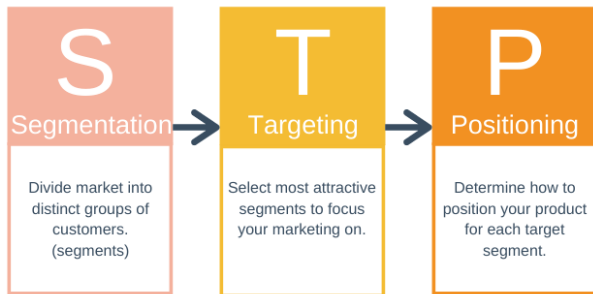 S
Segmentation
Divide market into
distinct groups of
customers.
(segments)
T
Targeting
Select most attractive
segments to focus
your marketing on.
P
Positioning
Determine how to
position your product
for each target
segment.